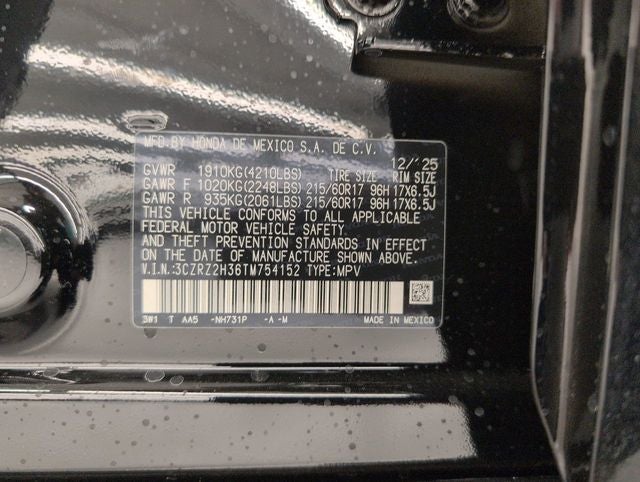 MFD.BY HONDA DE MEXICO S.A. DE C.V.
12/'25
GVWR 1910KG(4210LBS) TIRE SIZE RIM SIZE
GAWR F 1020KG(2248LBS) 215/60R17 96H 17X6.5J
GAWR R 935KG(2061LBS) 215/60R17 96H 17X6.5J
THIS VEHICLE CONFORMS TO ALL APPLICABLE
FEDERAL MOTOR VEHICLE SAFETY
AND THEFT PREVENTION STANDARDS IN EFFECT
ON THE DATE OF MANUFACTURE SHOWN ABOVE.
V.I.N.:3CZRZ2H36TM754152 TYPE:MPV
3W1 T AA5 -NH731P -A -M MADE IN MEXICO